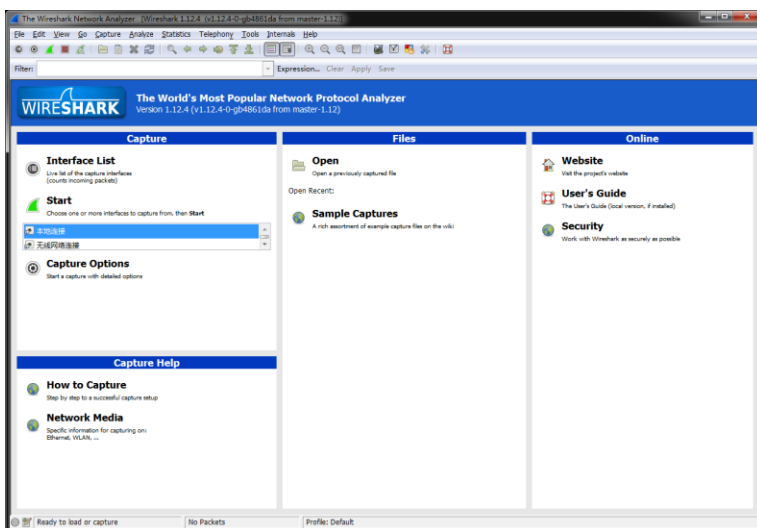 The Wireshark Network Analyzer [Wireshark 1.12.4 (v1.12.4-0-gb4861da from master-1.12)]
File Edit View Go Capture Analyze Statistics Telephony Tools Internals Help
Filter: Expression... Clear Apply Save
WIRESHARK
The World's Most Popular Network Protocol Analyzer
Version 1.12.4 (v1.12.4-0-gb4861da from master-1.12)
Capture
Interface List
Live list of the capture interfaces
(counts incoming packets)
Start
Choose one or more interfaces to capture from, then Start
本地连接
无线网络连接
Capture Options
Start a capture with detailed options
Capture Help
How to Capture
Step by step to a successful capture setup
Network Media
Specific information for capturing on:
Ethernet, WLAN, ...
Files
Open
Open a previously captured file
Open Recent:
Sample Captures
A rich assortment of example capture files on the wiki
Online
Website
Visit the project's website
User's Guide
The User's Guide (local version, if installed)
Security
Work with Wireshark as securely as possible
Ready to load or capture
No Packets
Profile: Default